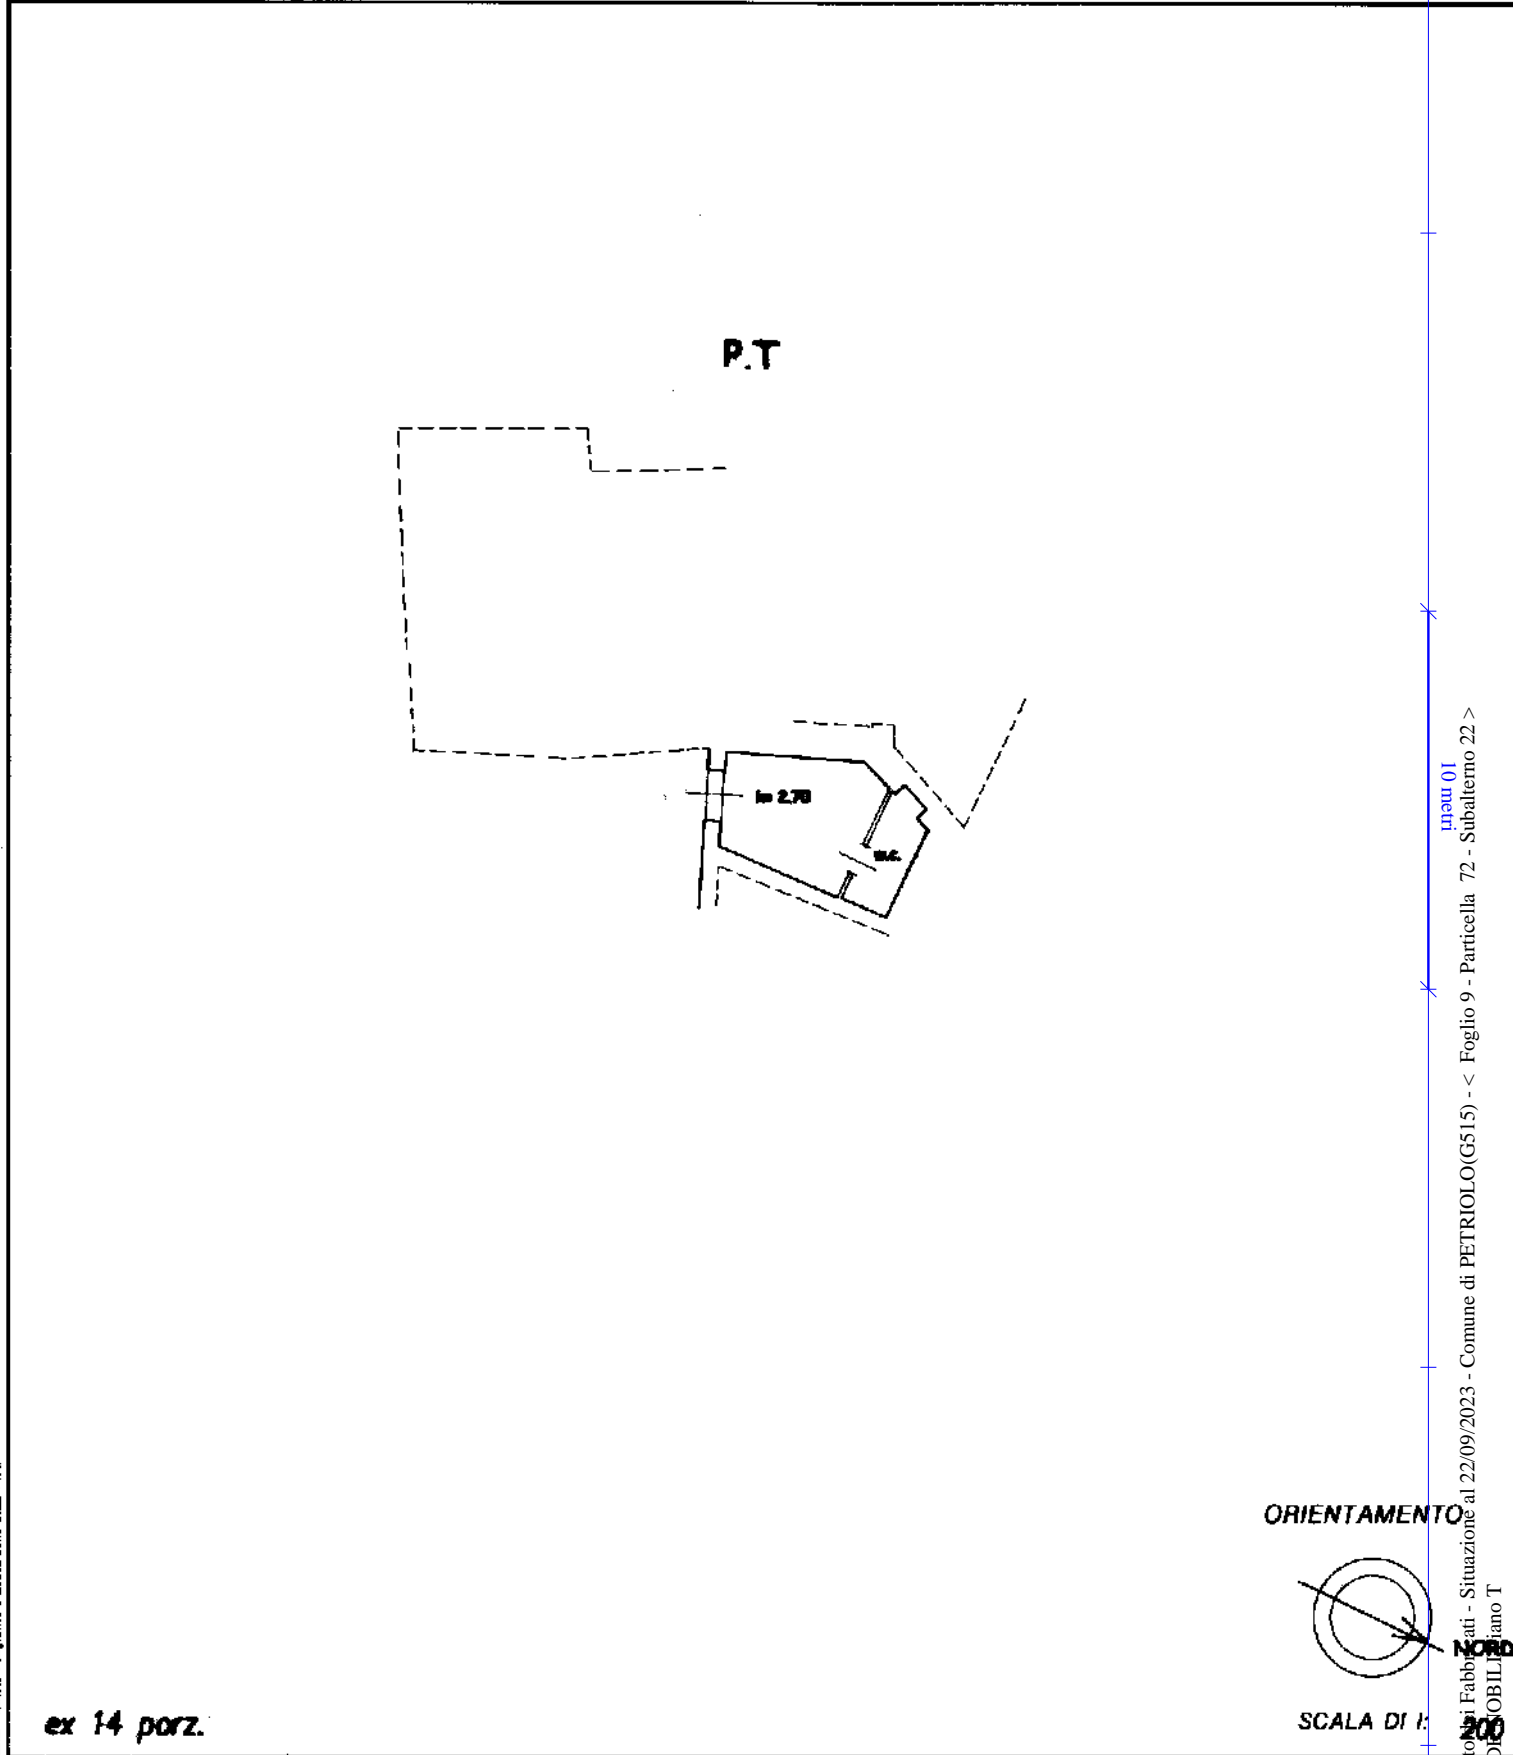 P.T
2.70
w.c.
10 metri
Fabbricati - Situazione al 22/09/2023 - Comune di PETRIOLO(G515) - < Foglio 9 - Particella 72 - Subalterno 22 >
T
ORIENTAMENTO
NORD
SCALA DI 1: 200
ex 14 porz.